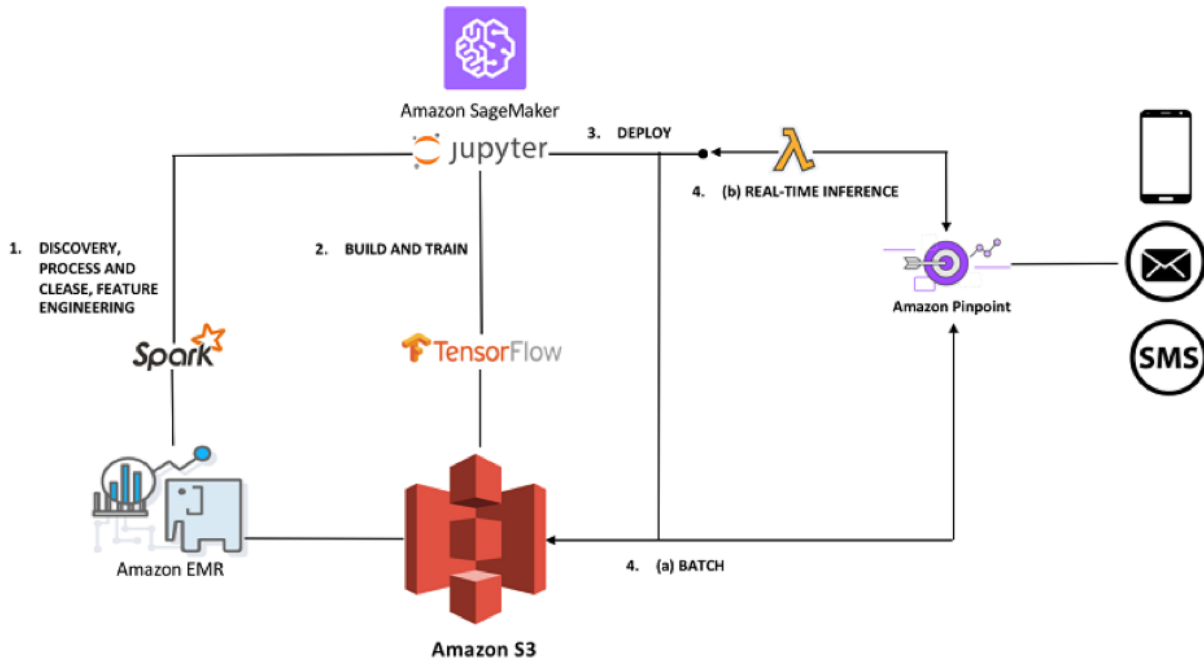 Amazon SageMaker
jupyter
3. DEPLOY
4. (b) REAL-TIME INFERENCE
1. DISCOVERY,
PROCESS AND
CLEASE, FEATURE
ENGINEERING
2. BUILD AND TRAIN
Amazon Pinpoint
Spark
TensorFlow
SMS
Amazon EMR
4. (a) BATCH
Amazon S3